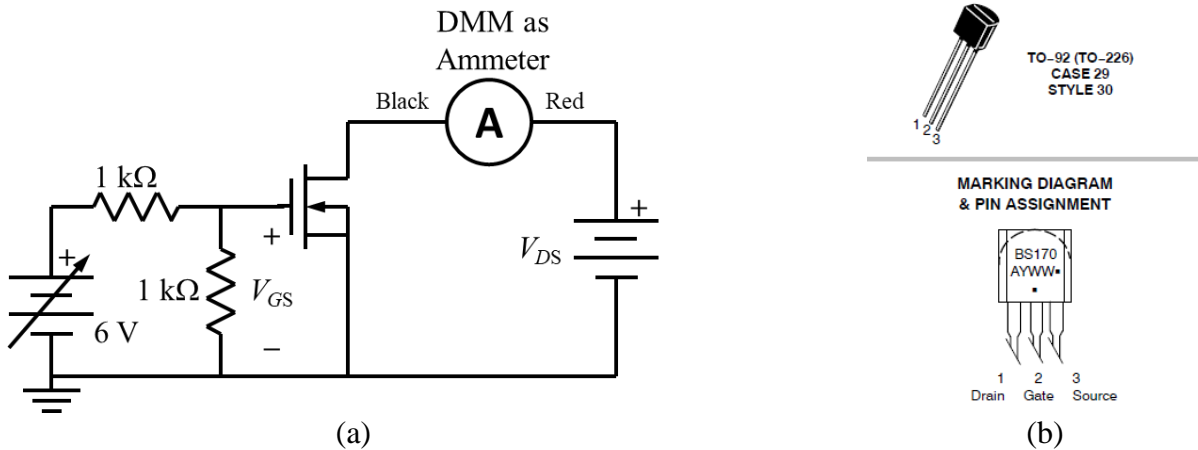 DMM as
Ammeter
Black
Red
A
1 kΩ
+
+
+
1 kΩ
V_GS
V_DS
6 V
−
(a)
TO−92 (TO−226)
CASE 29
STYLE 30
1
2
3
MARKING DIAGRAM
& PIN ASSIGNMENT
BS170
AYWW▪
▪
1 2 3
Drain Gate Source
(b)